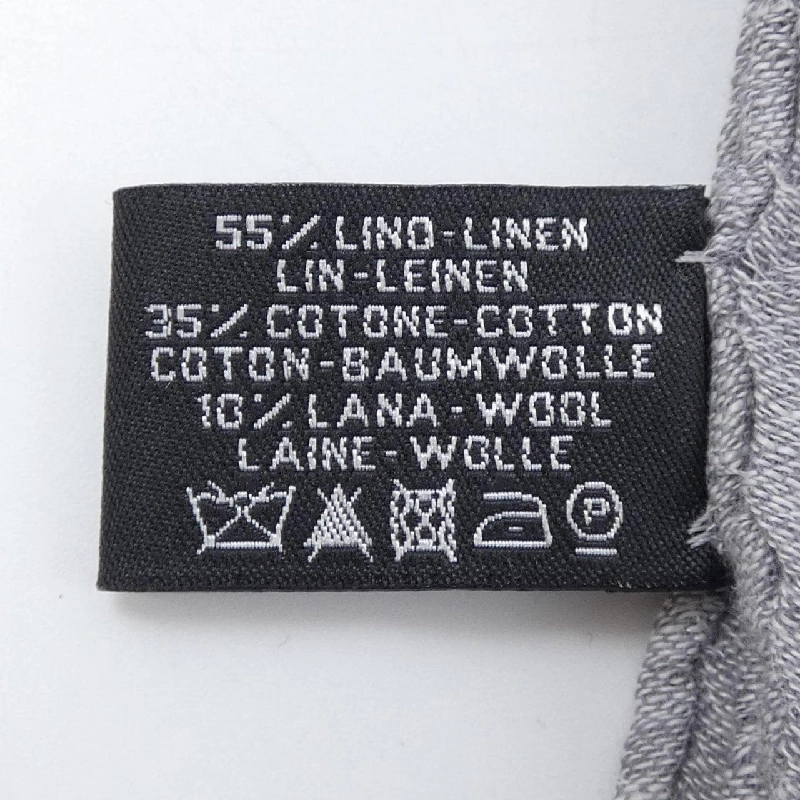 55% LINO-LINEN
LIN-LEINEN
35% COTONE-COTTON
COTON-BAUMWOLLE
10% LANA-WOOL
LAINE-WOLLE
P